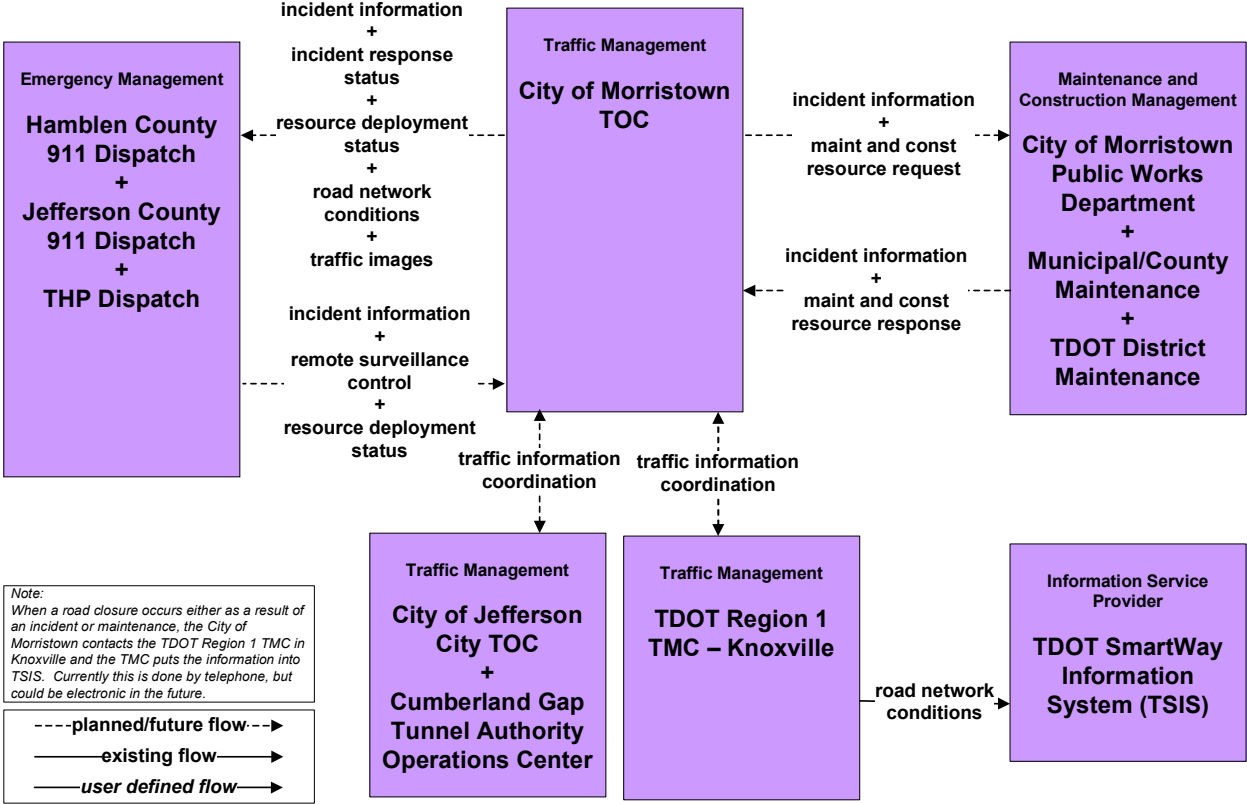 Emergency Management
Hamblen County
911 Dispatch
+
Jefferson County
911 Dispatch
+
THP Dispatch
incident information
+
incident response
status
+
resource deployment
status
+
road network
conditions
+
traffic images
incident information
+
remote surveillance
control
+
resource deployment
status
Traffic Management
City of Morristown
TOC
incident information
+
maint and const
resource request
incident information
+
maint and const
resource response
Maintenance and
Construction Management
City of Morristown
Public Works
Department
+
Municipal/County
Maintenance
+
TDOT District
Maintenance
traffic information
coordination
traffic information
coordination
Traffic Management
City of Jefferson
City TOC
+
Cumberland Gap
Tunnel Authority
Operations Center
Traffic Management
TDOT Region 1
TMC – Knoxville
road network
conditions
Information Service
Provider
TDOT SmartWay
Information
System (TSIS)
Note:
When a road closure occurs either as a result of
an incident or maintenance, the City of
Morristown contacts the TDOT Region 1 TMC in
Knoxville and the TMC puts the information into
TSIS. Currently this is done by telephone, but
could be electronic in the future.
planned/future flow
existing flow
user defined flow